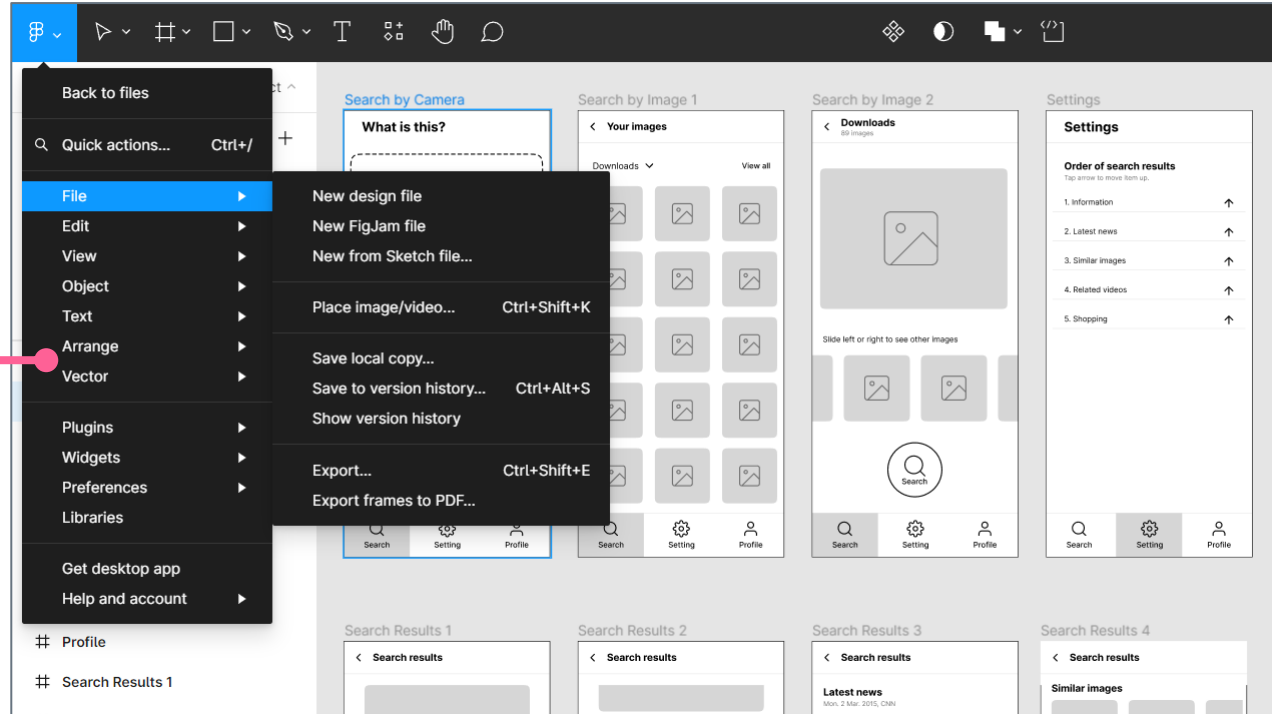 Back to files
Quick actions... Ctrl+/
File
Edit
View
Object
Text
Arrange
Vector
Plugins
Widgets
Preferences
Libraries
Get desktop app
Help and account
Profile
Search Results 1
New design file
New FigJam file
New from Sketch file...
Place image/video... Ctrl+Shift+K
Save local copy...
Save to version history... Ctrl+Alt+S
Show version history
Export... Ctrl+Shift+E
Export frames to PDF...
Search by Camera
What is this?
Search Setting Profile
Search by Image 1
Your images
Downloads View all
Search Setting Profile
Search by Image 2
Downloads
89 images
Slide left or right to see other images
Search
Search Setting Profile
Settings
Settings
Order of search results
Tap arrow to move item up.
1. Information
2. Latest news
3. Similar images
4. Related videos
5. Shopping
Search Setting Profile
Search Results 1
Search results
Search Results 2
Search results
Search Results 3
Search results
Latest news
Mon. 2 Mar. 2015, CNN
Search Results 4
Search results
Similar images